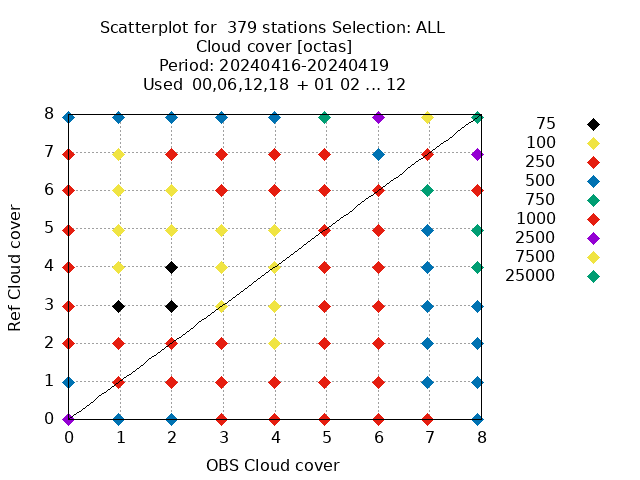 Scatterplot for  379 stations Selection: ALL
Cloud cover [octas]
Period: 20240416-20240419
Used  00,06,12,18 + 01 02 ... 12
8
7
6
5
4
3
2
1
0
Ref Cloud cover
0 1 2 3 4 5 6 7 8
OBS Cloud cover
75
100
250
500
750
1000
2500
7500
25000